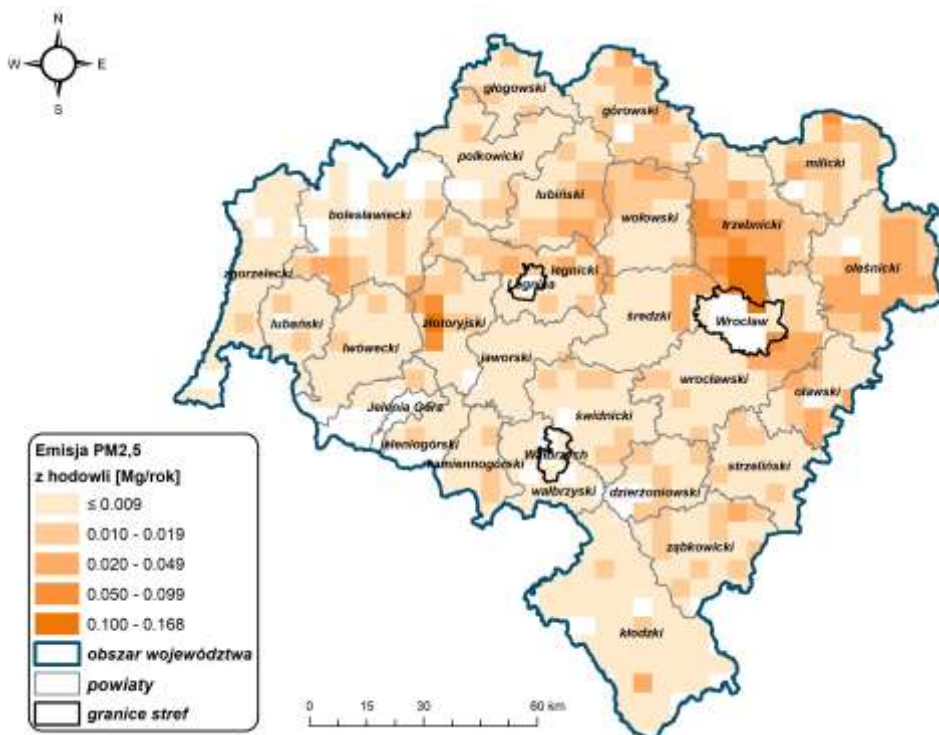 N
W
E
S
głogowski
górowski
polkowicki
milicki
lubiński
bolesławiecki
wołowski
trzebnicki
zgorzelecki
legnicki
oleśnicki
Legnica
lubański
złotoryjski
średzki
Wrocław
lwówecki
jaworski
wrocławski
oławski
Jelenia Góra
świdnicki
jeleniogórski
kamiennogórski
Wałbrzych
strzeliński
wałbrzyski
dzierżoniowski
ząbkowicki
kłodzki
Emisja PM2,5
z hodowli [Mg/rok]
≤ 0.009
0.010 - 0.019
0.020 - 0.049
0.050 - 0.099
0.100 - 0.168
obszar województwa
powiaty
granice stref
0 15 30 60 km